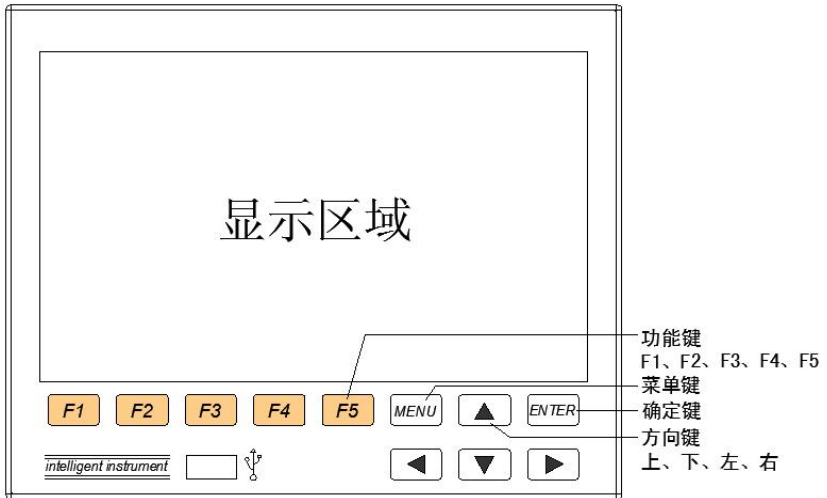 显示区域
功能键
F1、F2、F3、F4、F5
菜单键
F1 F2 F3 F4 F5 MENU ENTER
确定键
方向键
上、下、左、右
intelligent instrument